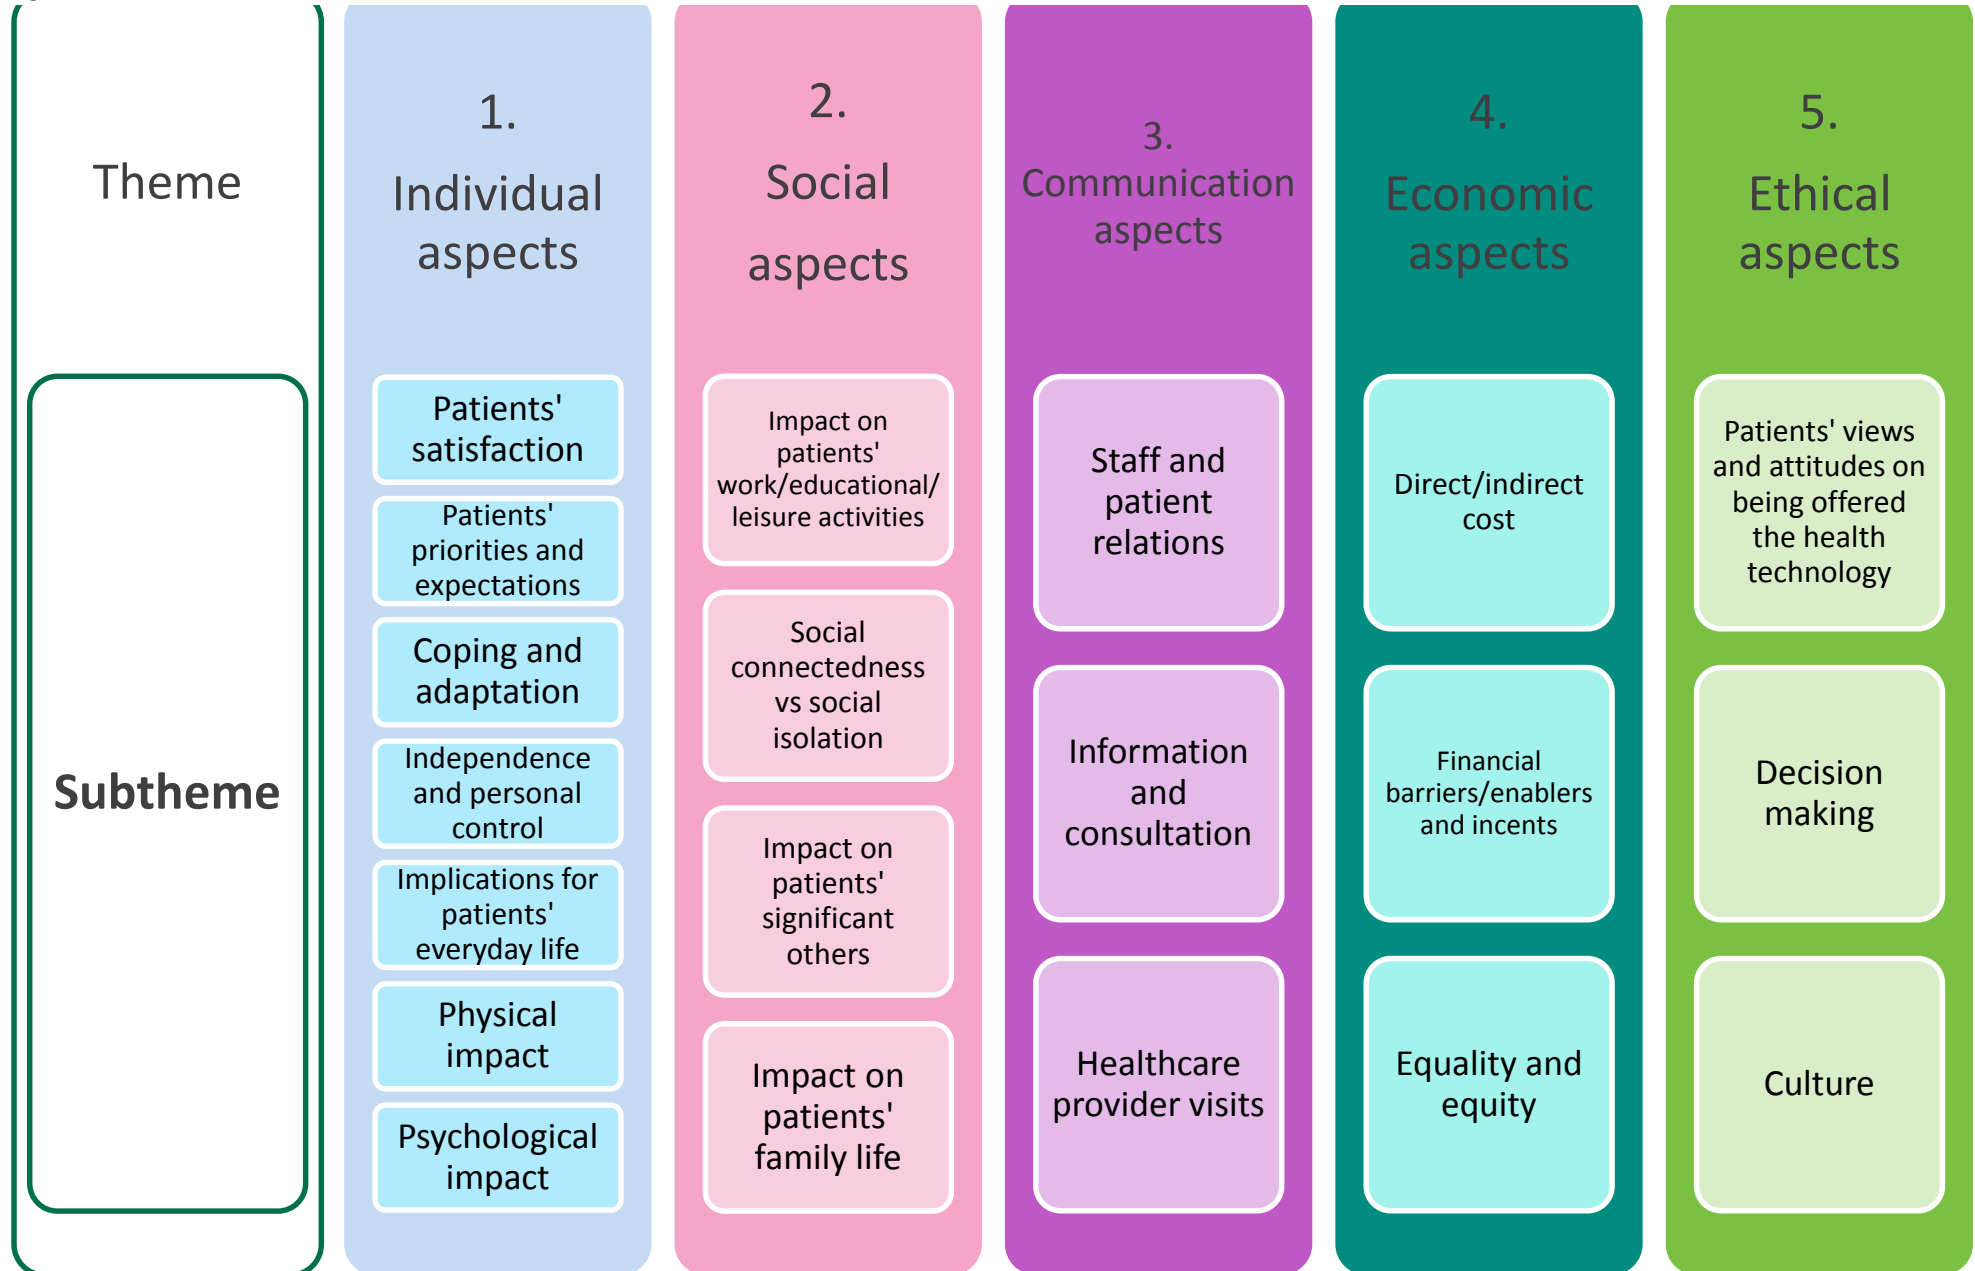 Theme
Subtheme
1.
Individual
aspects
Patients'
satisfaction
Patients'
priorities and
expectations
Coping and
adaptation
Independence
and personal
control
Implications for
patients'
everyday life
Physical
impact
Psychological
impact
2.
Social
aspects
Impact on
patients'
work/educational/
leisure activities
Social
connectedness
vs social
isolation
Impact on
patients'
significant
others
Impact on
patients'
family life
3.
Communication
aspects
Staff and
patient
relations
Information
and
consultation
Healthcare
provider visits
4.
Economic
aspects
Direct/indirect
cost
Financial
barriers/enablers
and incents
Equality and
equity
5.
Ethical
aspects
Patients' views
and attitudes on
being offered
the health
technology
Decision
making
Culture